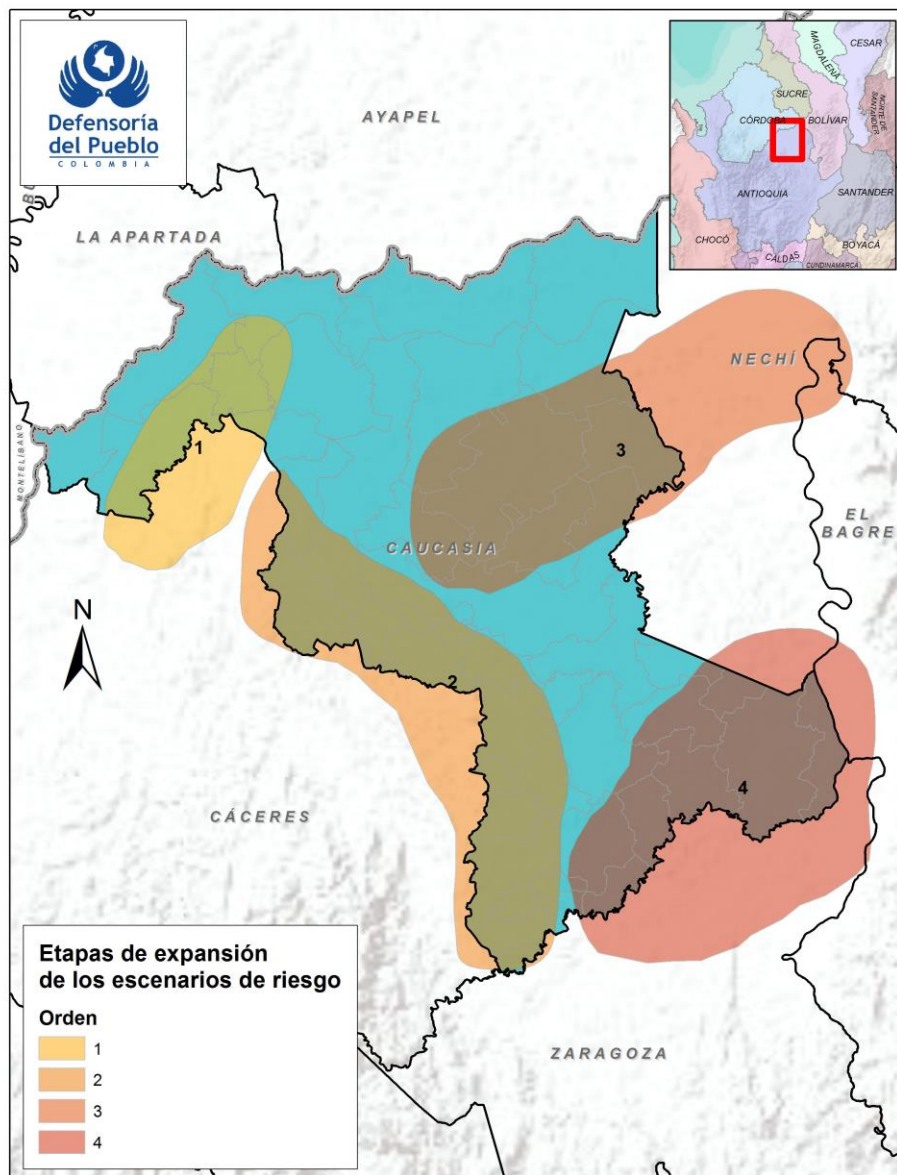 Defensoría
del Pueblo
COLOMBIA
AYAPEL
BU
LA APARTADA
MAGDALENA
CESAR
SUCRE
CÓRDOBA
BOLÍVAR
NORTE DE
SANTANDER
ANTIOQUIA
SANTANDER
CHOCÓ
BOYACÁ
CALDAS
CUNDINAMARCA
NECHÍ
MONTELÍBANO
1
3
EL
BAGRE
CAUCASIA
N
2
4
CÁCERES
ZARAGOZA
Etapas de expansión
de los escenarios de riesgo
Orden
1
2
3
4